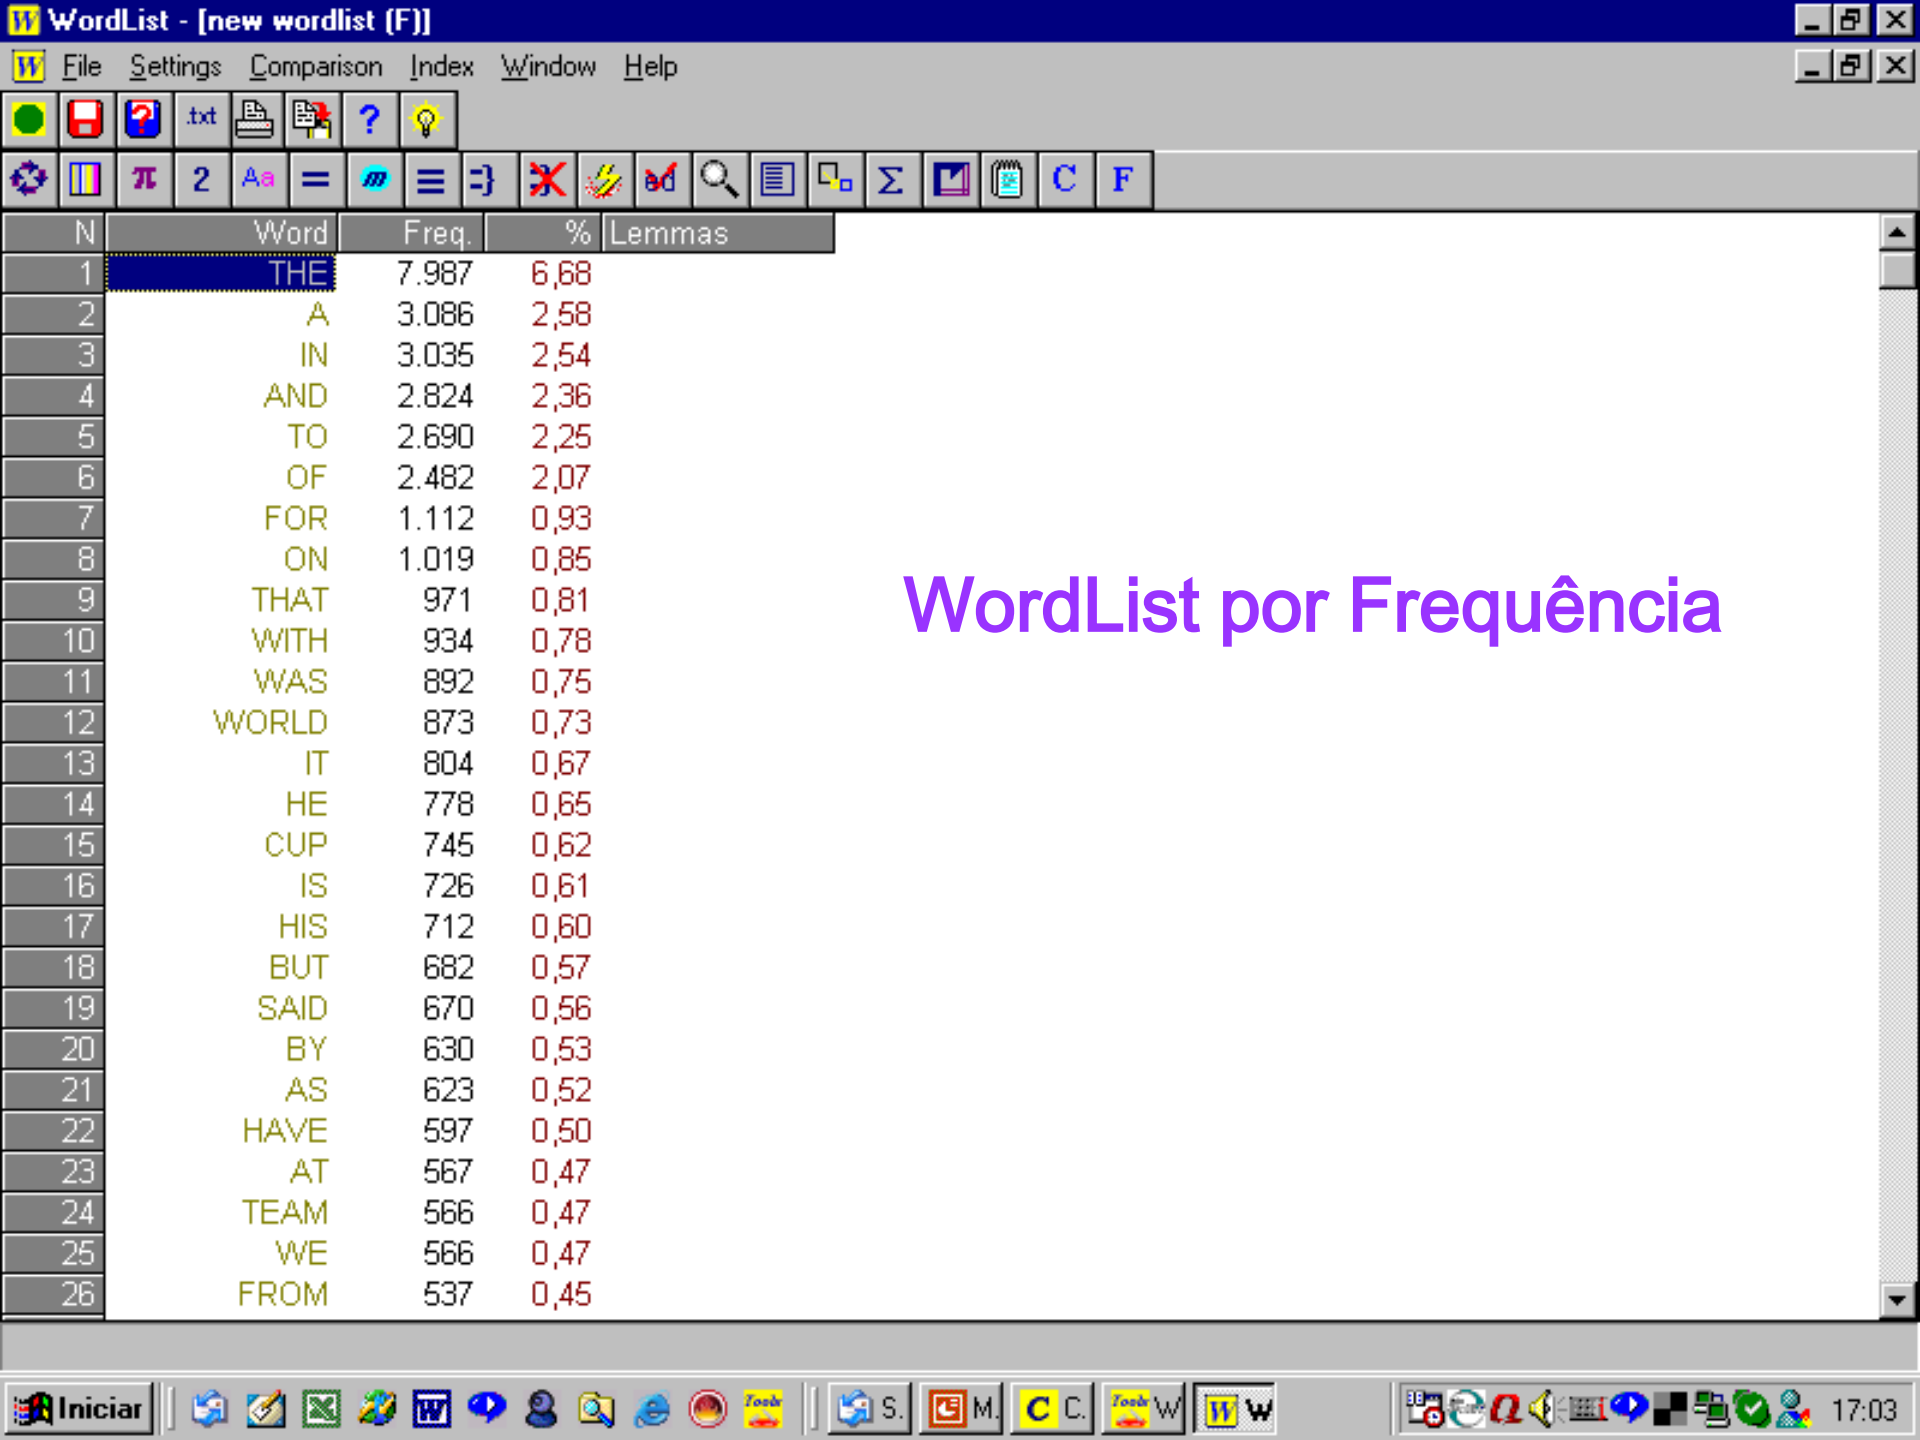 WordList - [new wordlist (F)]
File Settings Comparison Index Window Help
.txt ?
π 2 Aa = m ≡ =} Σ C F
N Word Freq. % Lemmas
1 THE 7.987 6,68
2 A 3.086 2,58
3 IN 3.035 2,54
4 AND 2.824 2,36
5 TO 2.690 2,25
6 OF 2.482 2,07
7 FOR 1.112 0,93
8 ON 1.019 0,85
9 THAT 971 0,81
WordList por Frequência
10 WITH 934 0,78
11 WAS 892 0,75
12 WORLD 873 0,73
13 IT 804 0,67
14 HE 778 0,65
15 CUP 745 0,62
16 IS 726 0,61
17 HIS 712 0,60
18 BUT 682 0,57
19 SAID 670 0,56
20 BY 630 0,53
21 AS 623 0,52
22 HAVE 597 0,50
23 AT 567 0,47
24 TEAM 566 0,47
25 WE 566 0,47
26 FROM 537 0,45
Iniciar Tools S. M. C C. Tools W W w 17:03